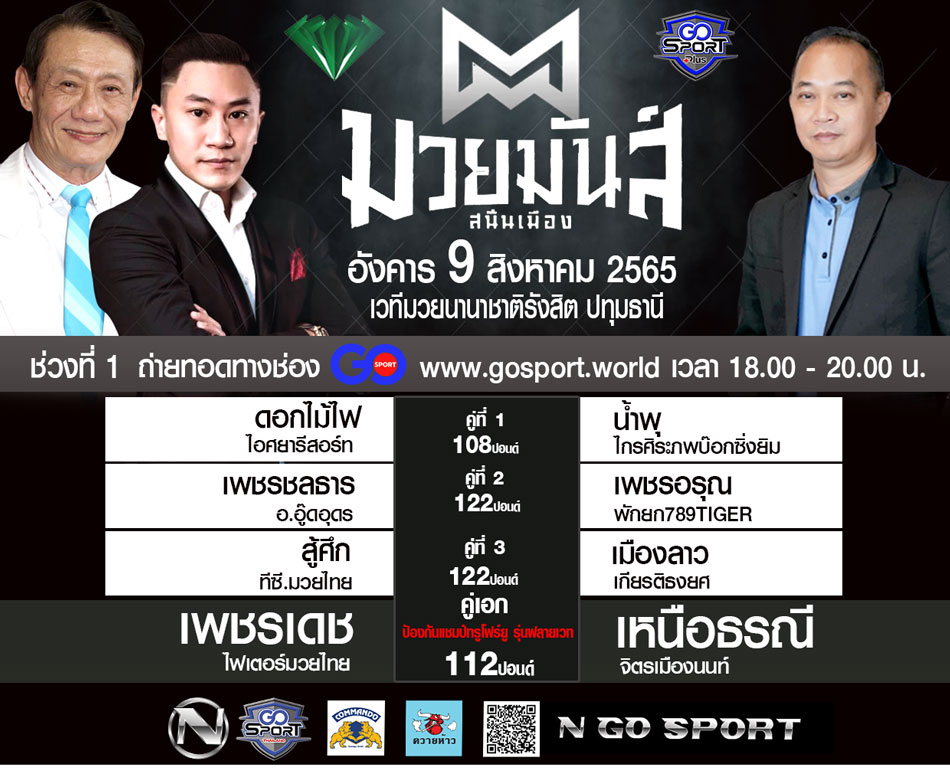 GO
SPORT
Plus
มวยมันส์
สนั่นเมือง
อังคาร 9 สิงหาคม 2565
เวทีมวยนานาชาติรังสิต ปทุมธานี
ช่วงที่ 1 ถ่ายทอดทางช่อง GO SPORT www.gosport.world เวลา 18.00 - 20.00 น.
ดอกไม้ไฟ คู่ที่ 1 น้ำพุ
ไอศยารีสอร์ท 108ปอนด์ ไกรศิระภพบ๊อกซิ่งยิม
เพชรชลธาร คู่ที่ 2 เพชรอรุณ
อ.อู๊ดอุดร 122ปอนด์ พักยก789TIGER
สู้ศึก คู่ที่ 3 เมืองลาว
ทีซี.มวยไทย 122ปอนด์ เกียรติธงยศ
คู่เอก
เพชรเดช ป้องกันแชมป์ทรูโฟร์ยู รุ่นฟลายเวท เหนือธรณี
ไฟเตอร์มวยไทย 112ปอนด์ จิตรเมืองนนท์
N GO SPORT COMMANDO ควายหาว N GO SPORT